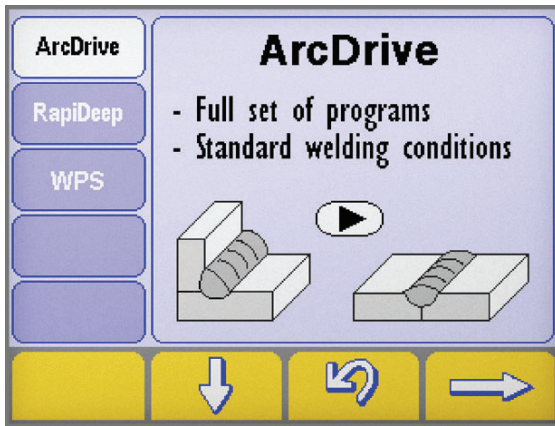 ArcDrive
RapiDeep
WPS
ArcDrive
- Full set of programs
- Standard welding conditions